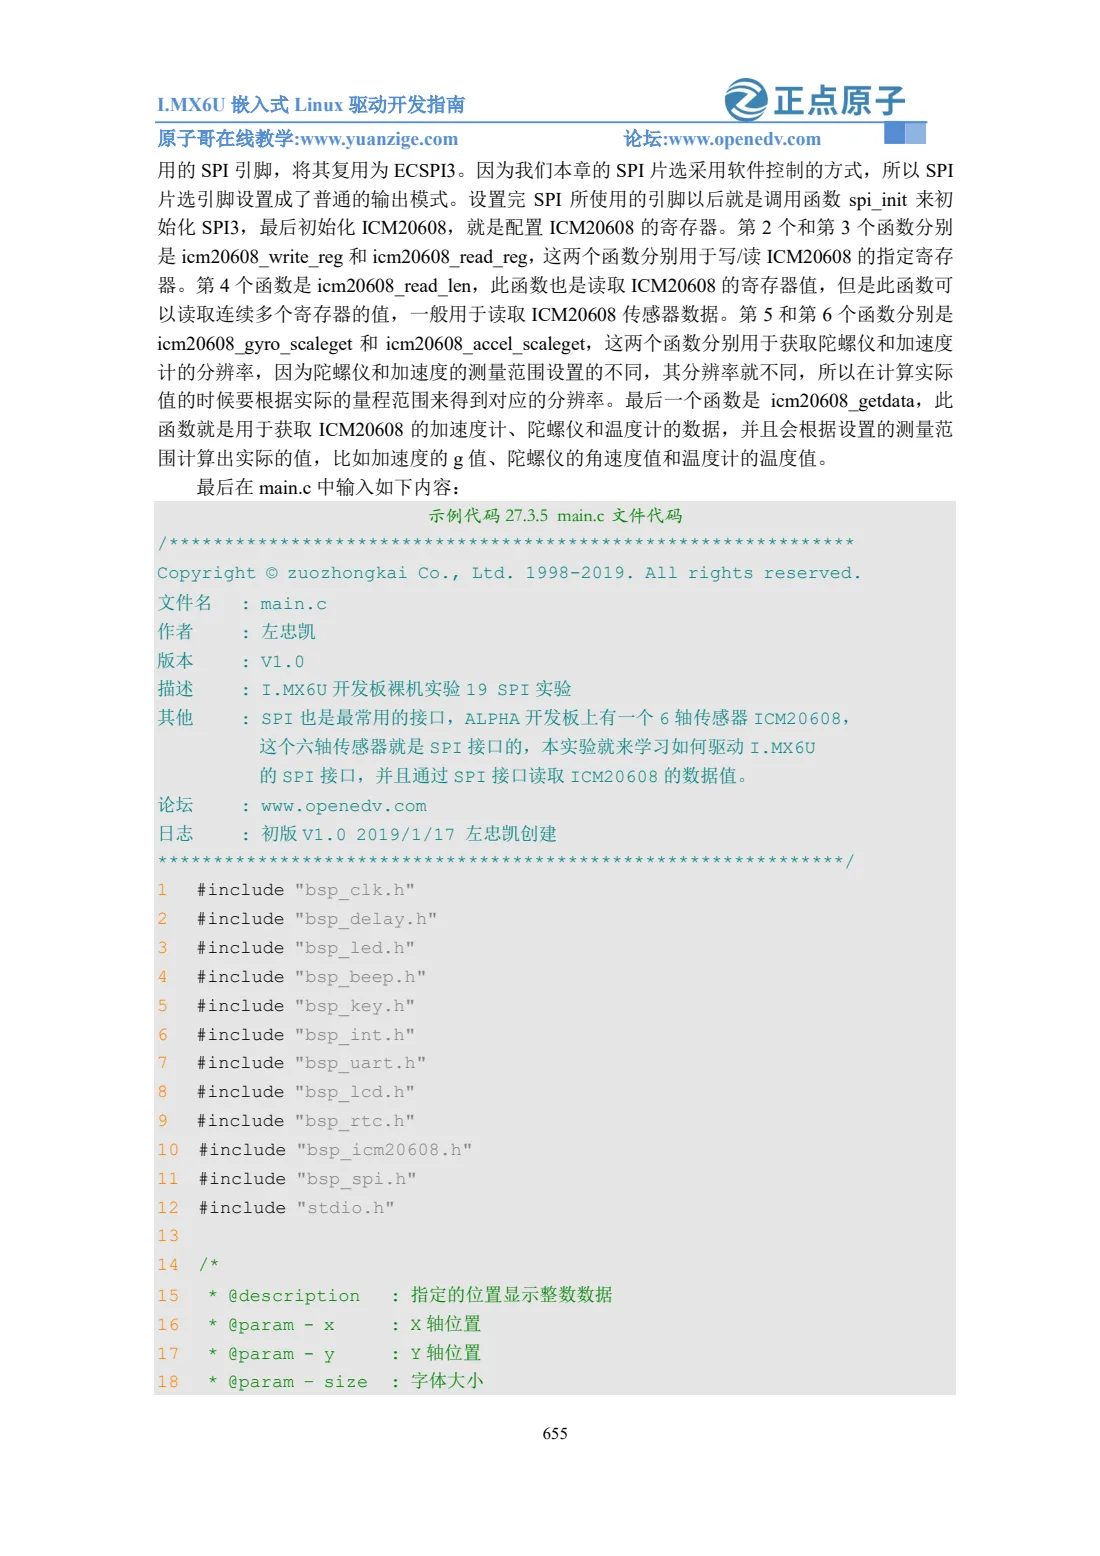 I.MX6U 嵌入式 Linux 驱动开发指南
正点原子
原子哥在线教学:www.yuanzige.com 论坛:www.openedv.com
用的 SPI 引脚，将其复用为 ECSPI3。因为我们本章的 SPI 片选采用软件控制的方式，所以 SPI
片选引脚设置成了普通的输出模式。设置完 SPI 所使用的引脚以后就是调用函数 spi_init 来初
始化 SPI3，最后初始化 ICM20608，就是配置 ICM20608 的寄存器。第 2 个和第 3 个函数分别
是 icm20608_write_reg 和 icm20608_read_reg，这两个函数分别用于写/读 ICM20608 的指定寄存
器。第 4 个函数是 icm20608_read_len，此函数也是读取 ICM20608 的寄存器值，但是此函数可
以读取连续多个寄存器的值，一般用于读取 ICM20608 传感器数据。第 5 和第 6 个函数分别是
icm20608_gyro_scaleget 和 icm20608_accel_scaleget，这两个函数分别用于获取陀螺仪和加速度
计的分辨率，因为陀螺仪和加速度的测量范围设置的不同，其分辨率就不同，所以在计算实际
值的时候要根据实际的量程范围来得到对应的分辨率。最后一个函数是 icm20608_getdata，此
函数就是用于获取 ICM20608 的加速度计、陀螺仪和温度计的数据，并且会根据设置的测量范
围计算出实际的值，比如加速度的 g 值、陀螺仪的角速度值和温度计的温度值。
最后在 main.c 中输入如下内容：
示例代码 27.3.5 main.c 文件代码
/**************************************************************
Copyright © zuozhongkai Co., Ltd. 1998-2019. All rights reserved.
文件名 : main.c
作者 : 左忠凯
版本 : V1.0
描述 : I.MX6U 开发板裸机实验 19 SPI 实验
其他 : SPI 也是最常用的接口，ALPHA 开发板上有一个 6 轴传感器 ICM20608，
这个六轴传感器就是 SPI 接口的，本实验就来学习如何驱动 I.MX6U
的 SPI 接口，并且通过 SPI 接口读取 ICM20608 的数据值。
论坛 : www.openedv.com
日志 : 初版 V1.0 2019/1/17 左忠凯创建
**************************************************************/
1 #include "bsp_clk.h"
2 #include "bsp_delay.h"
3 #include "bsp_led.h"
4 #include "bsp_beep.h"
5 #include "bsp_key.h"
6 #include "bsp_int.h"
7 #include "bsp_uart.h"
8 #include "bsp_lcd.h"
9 #include "bsp_rtc.h"
10 #include "bsp_icm20608.h"
11 #include "bsp_spi.h"
12 #include "stdio.h"
13
14 /*
15 * @description : 指定的位置显示整数数据
16 * @param - x : X 轴位置
17 * @param - y : Y 轴位置
18 * @param – size : 字体大小
655